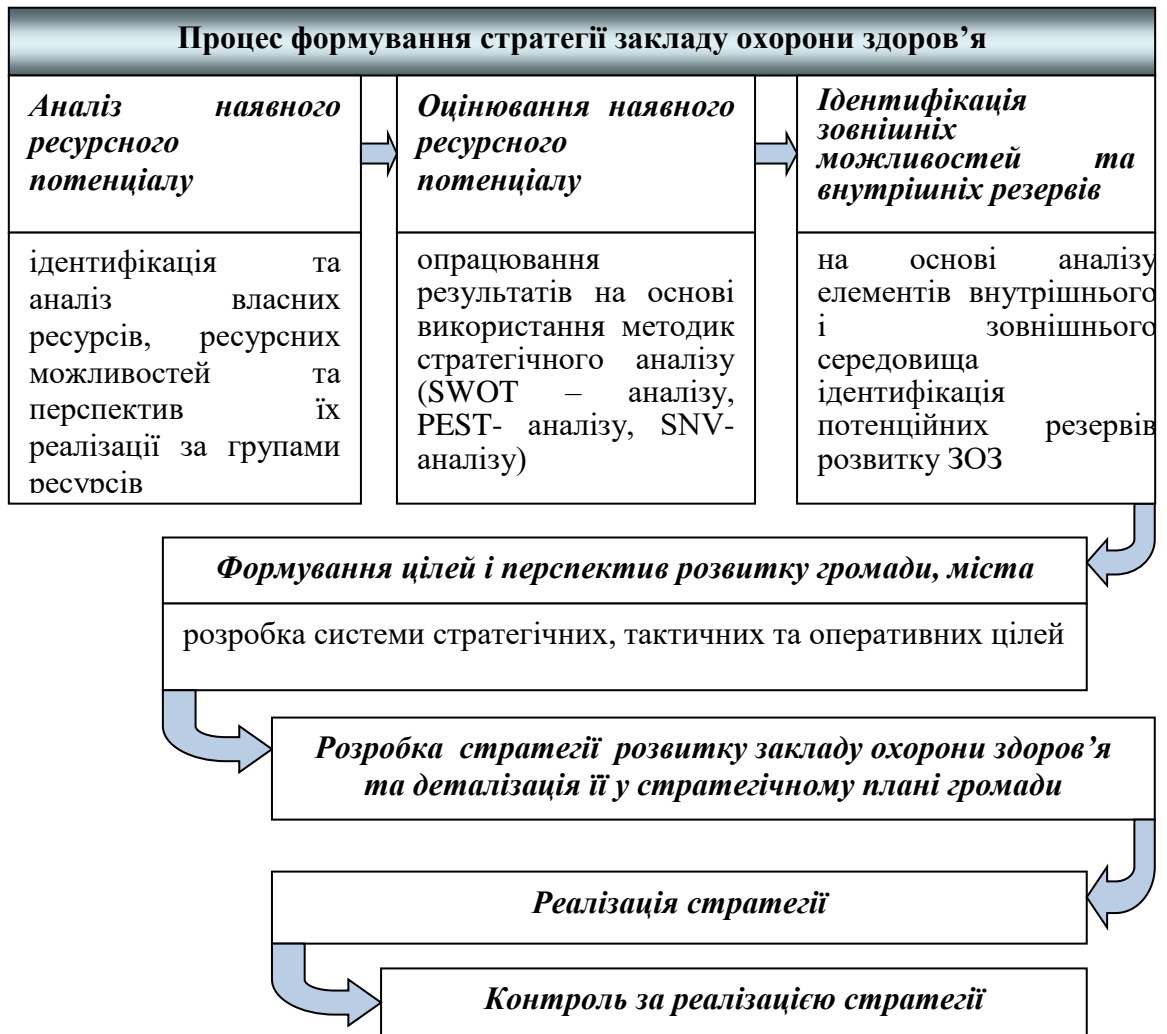 Процес формування стратегії закладу охорони здоров’я
Аналіз наявного
ресурсного
потенціалу
Оцінювання наявного
ресурсного
потенціалу
Ідентифікація
зовнішніх
можливостей та
внутрішніх резервів
ідентифікація та
аналіз власних
ресурсів, ресурсних
можливостей та
перспектив їх
реалізації за групами
ресурсів
опрацювання
результатів на основі
використання методик
стратегічного аналізу
(SWOT – аналізу,
PEST- аналізу, SNV-
аналізу)
на основі аналізу
елементів внутрішнього
і зовнішнього
середовища
ідентифікація
потенційних резервів
розвитку ЗОЗ
Формування цілей і перспектив розвитку громади, міста
розробка системи стратегічних, тактичних та оперативних цілей
Розробка стратегії розвитку закладу охорони здоров’я
та деталізація її у стратегічному плані громади
Реалізація стратегії
Контроль за реалізацією стратегії